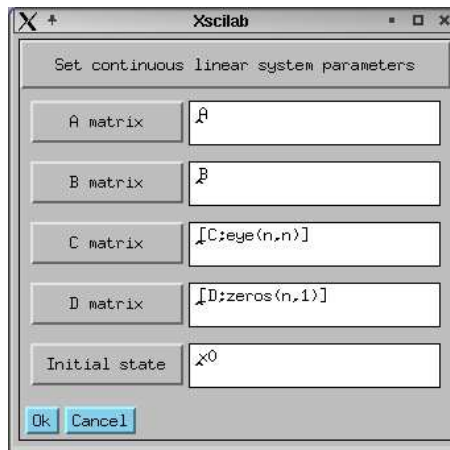 Xscilab
Set continuous linear system parameters
A matrix
A
B matrix
B
C matrix
[C;eye(n,n)]
D matrix
[D;zeros(n,1)]
Initial state
x0
Ok Cancel